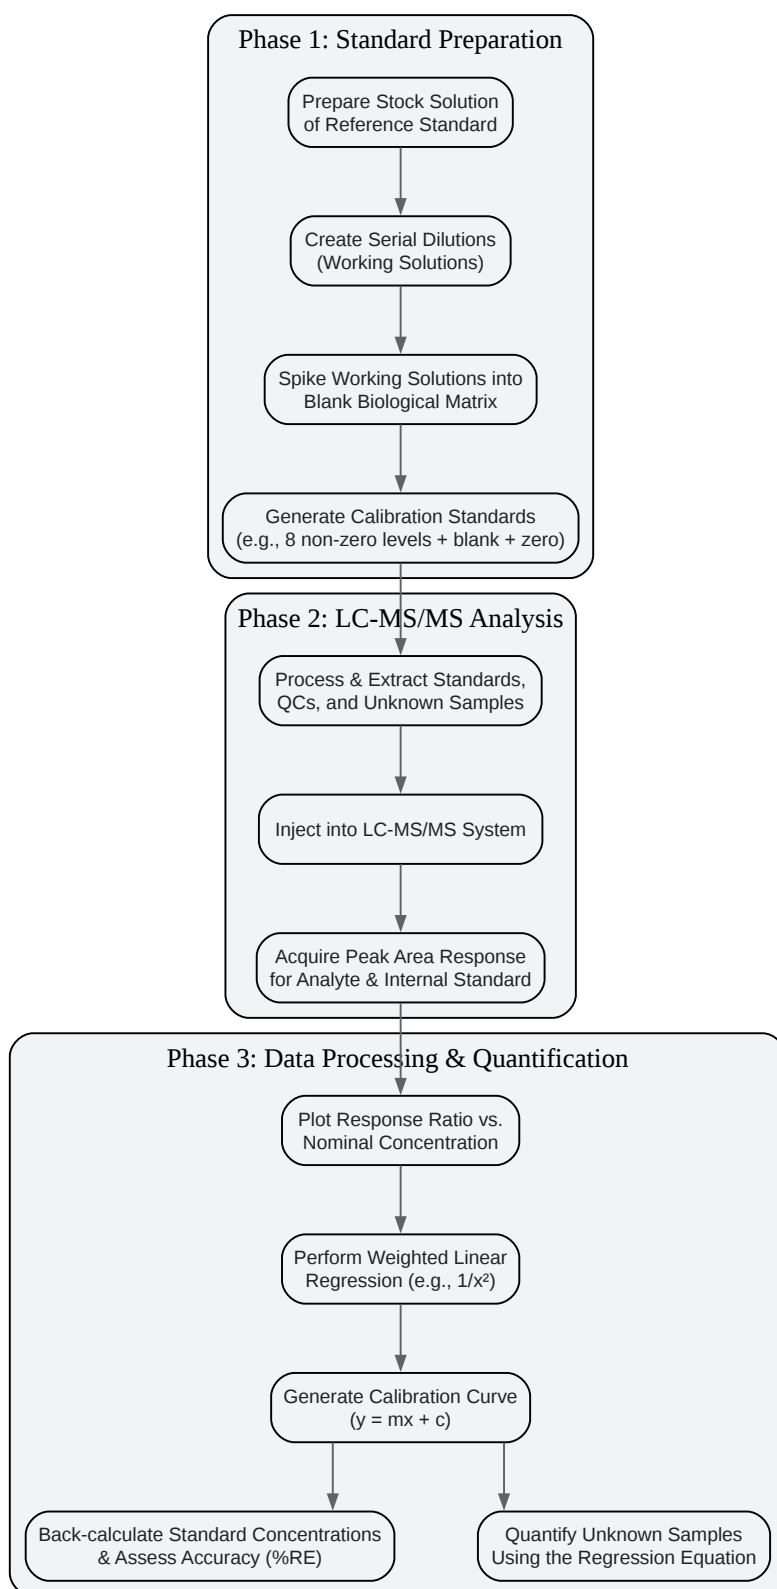 Phase 1: Standard Preparation
Prepare Stock Solution
of Reference Standard
Create Serial Dilutions
(Working Solutions)
Spike Working Solutions into
Blank Biological Matrix
Generate Calibration Standards
(e.g., 8 non-zero levels + blank + zero)
Phase 2: LC-MS/MS Analysis
Process & Extract Standards,
QCs, and Unknown Samples
Inject into LC-MS/MS System
Acquire Peak Area Response
for Analyte & Internal Standard
Phase 3: Data Processing & Quantification
Plot Response Ratio vs.
Nominal Concentration
Perform Weighted Linear
Regression (e.g., 1/x²)
Generate Calibration Curve
(y = mx + c)
Back-calculate Standard Concentrations
& Assess Accuracy (%RE)
Quantify Unknown Samples
Using the Regression Equation